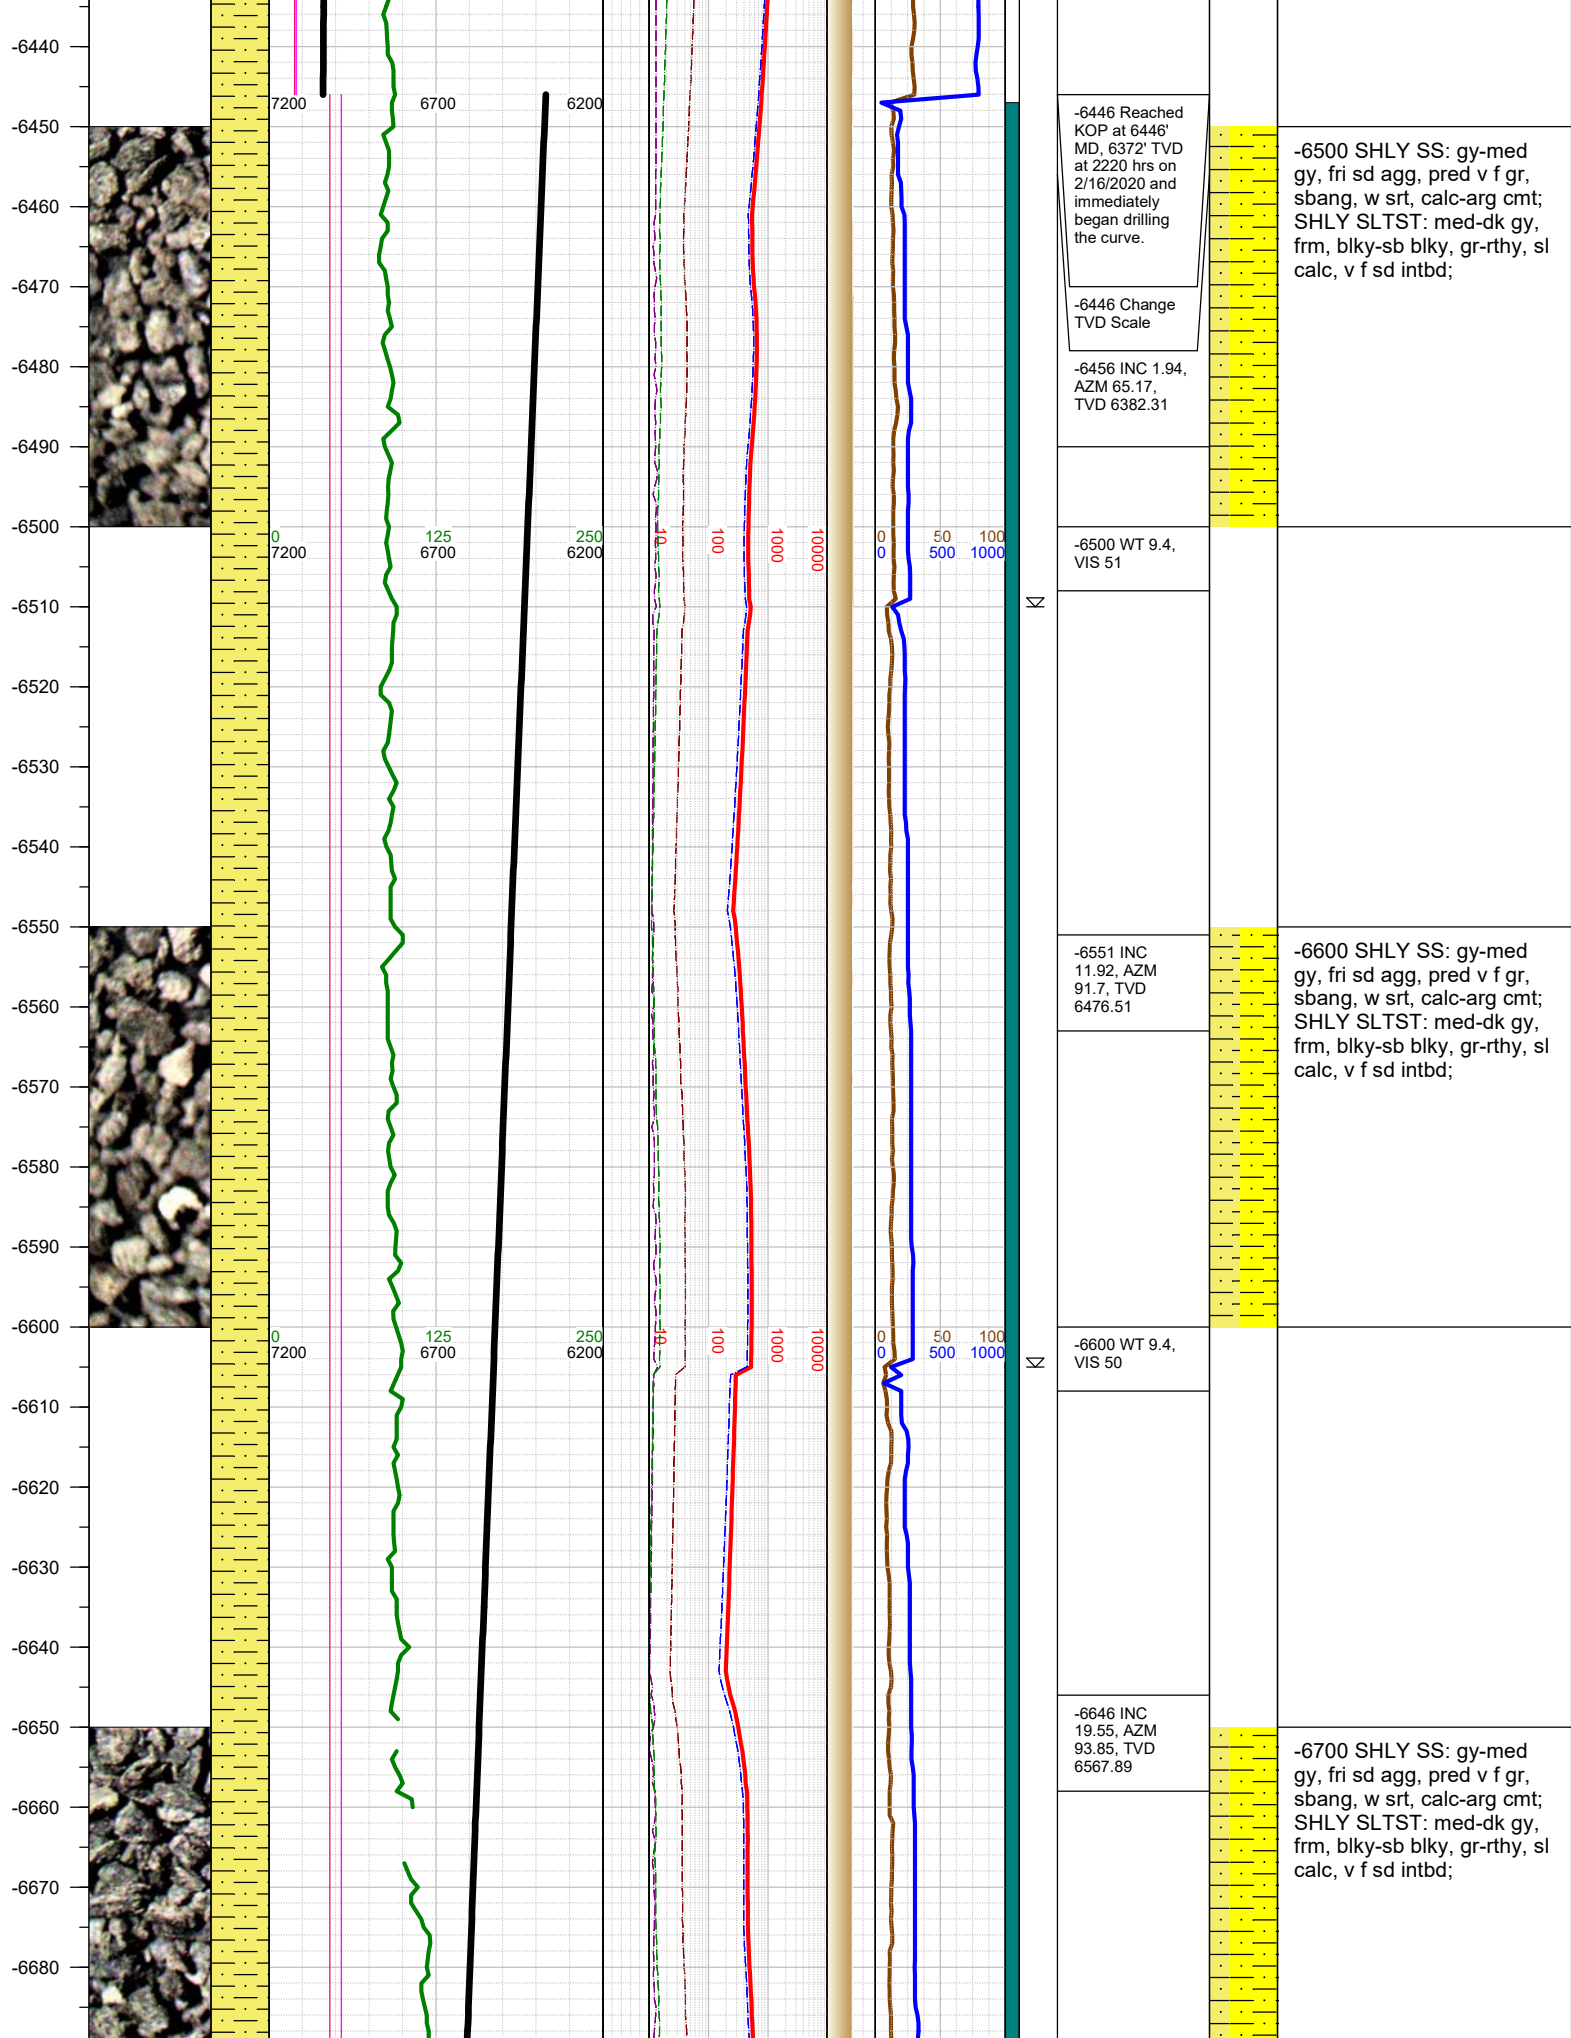 -6440
7200 6700 6200
-6446 Reached
KOP at 6446'
MD, 6372' TVD
at 2220 hrs on
2/16/2020 and
immediately
began drilling
the curve.
-6446 Change
TVD Scale
-6456 INC 1.94,
AZM 65.17,
TVD 6382.31
-6500 SHLY SS: gy-med
gy, fri sd agg, pred v f gr,
sbang, w srt, calc-arg cmt;
SHLY SLTST: med-dk gy,
frm, blky-sb blky, gr-rthy, sl
calc, v f sd intbd;
-6450
-6460
-6470
-6480
-6490
-6500
0 125 250
7200 6700 6200
10 100 1000 10000
0 50 100
0 500 1000
-6500 WT 9.4,
VIS 51
-6510
-6520
-6530
-6540
-6550
-6551 INC
11.92, AZM
91.7, TVD
6476.51
-6600 SHLY SS: gy-med
gy, fri sd agg, pred v f gr,
sbang, w srt, calc-arg cmt;
SHLY SLTST: med-dk gy,
frm, blky-sb blky, gr-rthy, sl
calc, v f sd intbd;
-6560
-6570
-6580
-6590
-6600
0 125 250
7200 6700 6200
10 100 1000 10000
0 50 100
0 500 1000
-6600 WT 9.4,
VIS 50
-6610
-6620
-6630
-6640
-6650
-6646 INC
19.55, AZM
93.85, TVD
6567.89
-6700 SHLY SS: gy-med
gy, fri sd agg, pred v f gr,
sbang, w srt, calc-arg cmt;
SHLY SLTST: med-dk gy,
frm, blky-sb blky, gr-rthy, sl
calc, v f sd intbd;
-6660
-6670
-6680